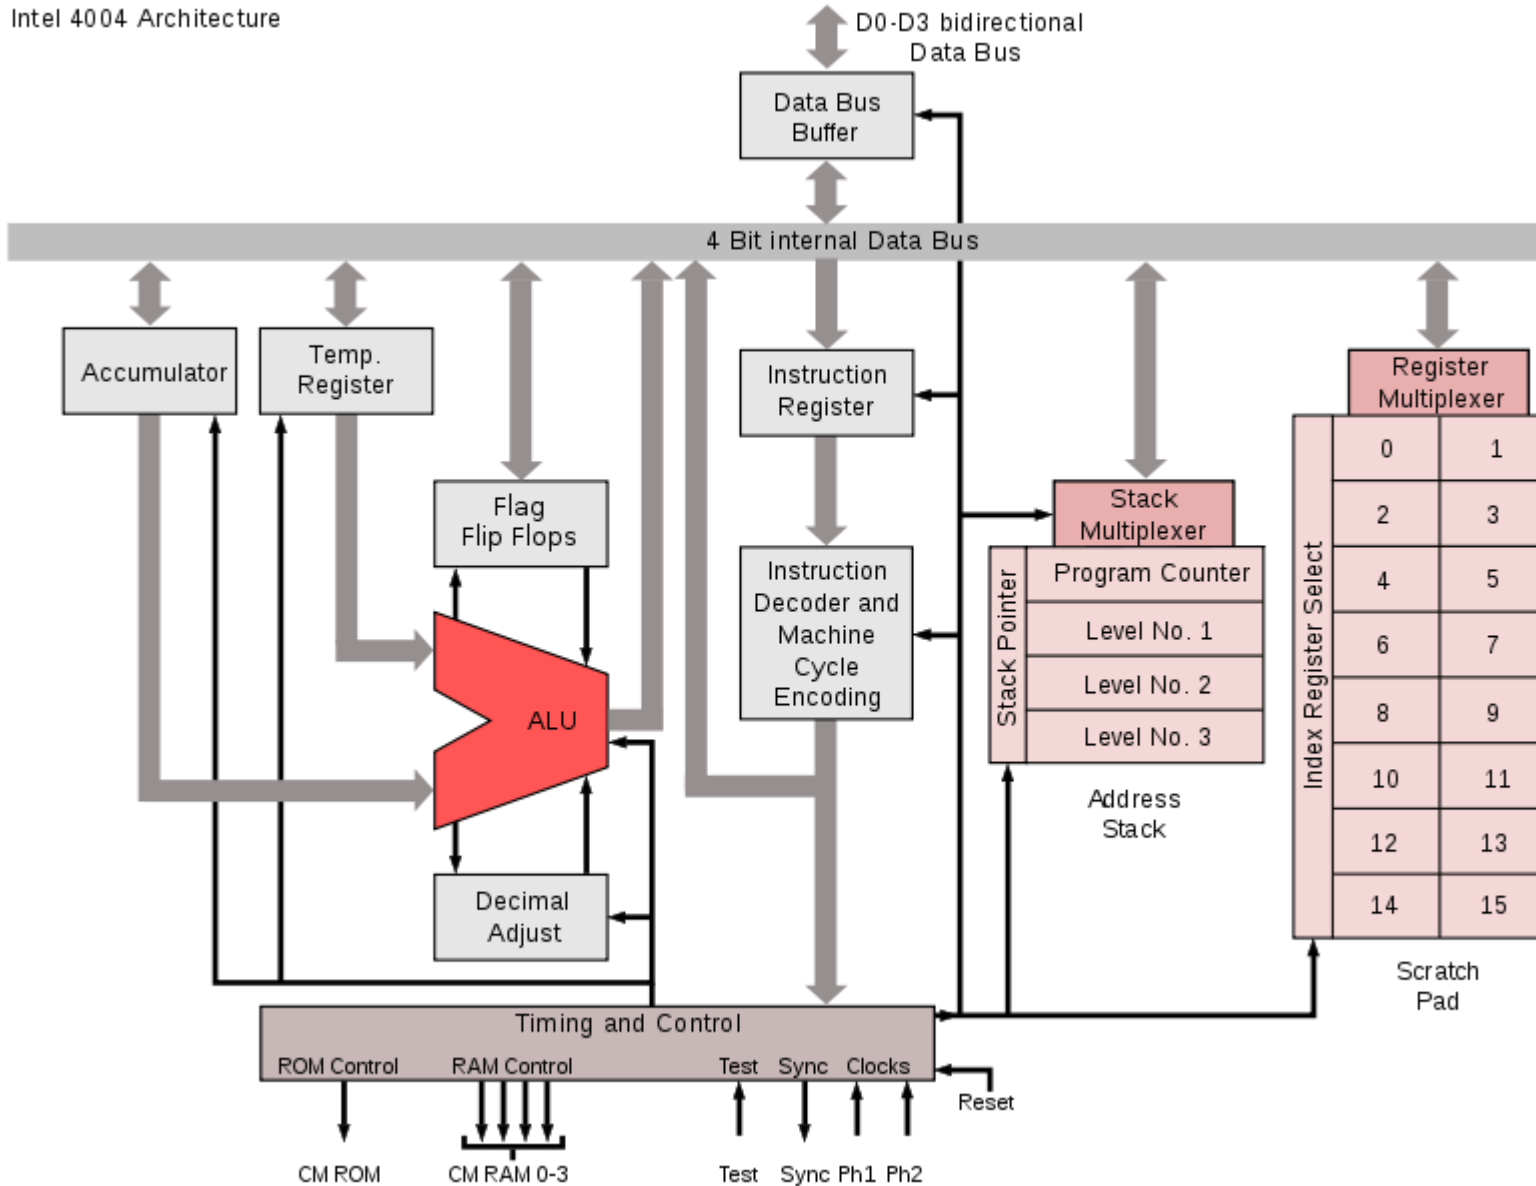 Intel 4004 Architecture
D0-D3 bidirectional
Data Bus
Data Bus
Buffer
4 Bit internal Data Bus
Accumulator
Temp.
Register
Flag
Flip Flops
ALU
Decimal
Adjust
Instruction
Register
Instruction
Decoder and
Machine
Cycle
Encoding
Stack
Multiplexer
Stack Pointer
Program Counter
Level No. 1
Level No. 2
Level No. 3
Address
Stack
Register
Multiplexer
Index Register Select
0 1
2 3
4 5
6 7
8 9
10 11
12 13
14 15
Scratch
Pad
Timing and Control
ROM Control RAM Control Test Sync Clocks
Reset
CM ROM CM RAM 0-3 Test Sync Ph1 Ph2